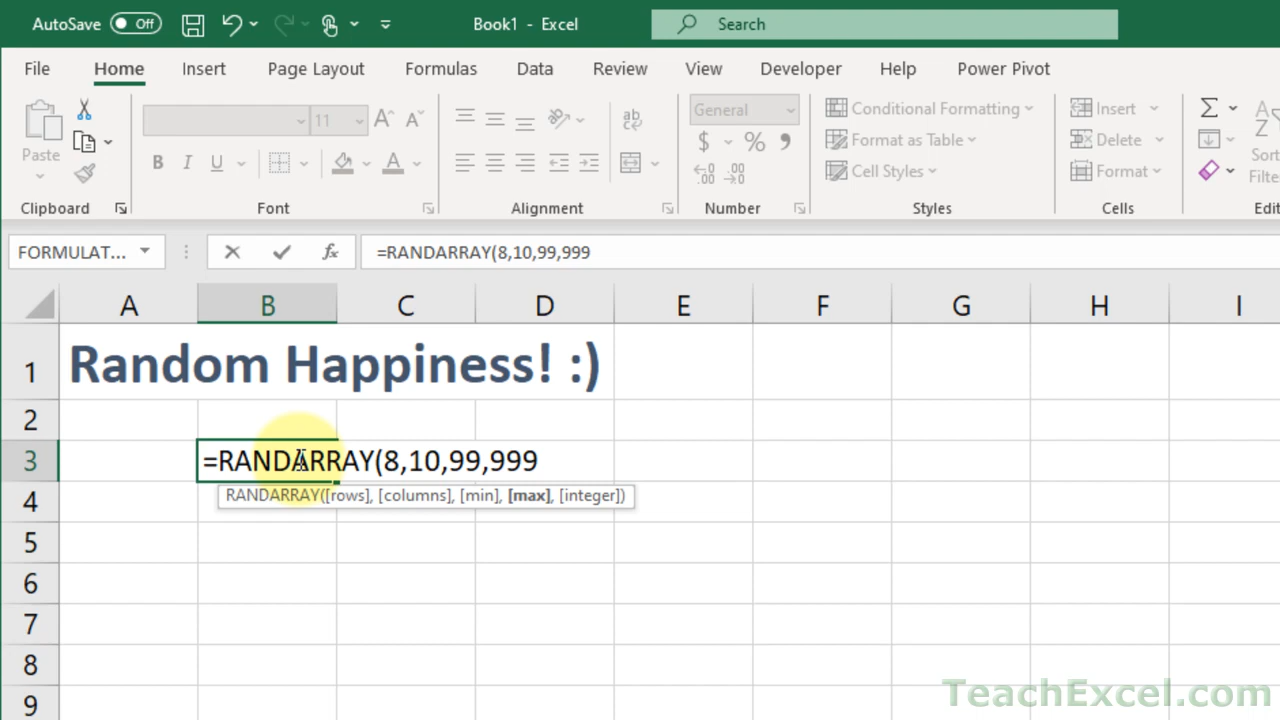 AutoSave Off Book1 - Excel Search
File Home Insert Page Layout Formulas Data Review View Developer Help Power Pivot
11 General Conditional Formatting Insert
Paste Format as Table Delete Sort
Cell Styles Format Filte
Clipboard Font Alignment Number Styles Cells Edit
FORMULAT... fx =RANDARRAY(8,10,99,999
A B C D E F G H I
1 Random Happiness! :)
2
3 =RANDARRAY(8,10,99,999
RANDARRAY([rows], [columns], [min], [max], [integer])
4
5
6
7
8
9
TeachExcel.com